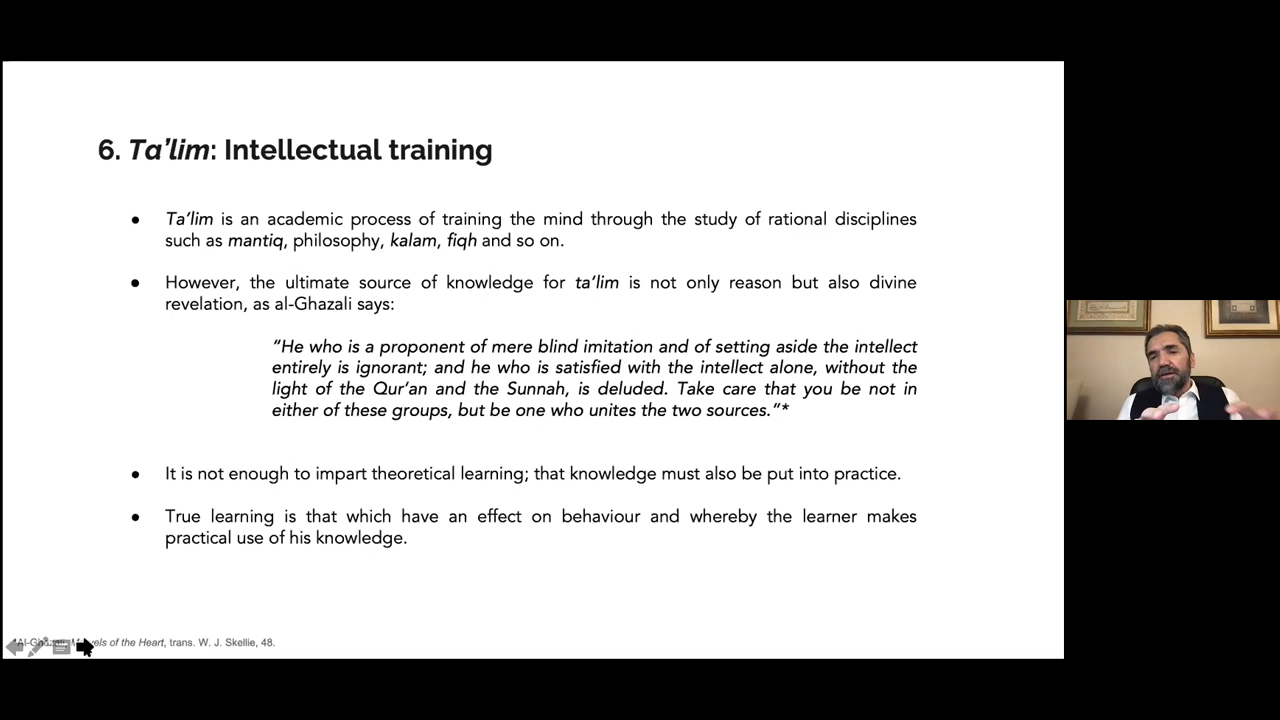 6. Ta’lim: Intellectual training
● Ta’lim is an academic process of training the mind through the study of rational disciplines
such as mantiq, philosophy, kalam, fiqh and so on.
● However, the ultimate source of knowledge for ta’lim is not only reason but also divine
revelation, as al-Ghazali says:
“He who is a proponent of mere blind imitation and of setting aside the intellect
entirely is ignorant; and he who is satisfied with the intellect alone, without the
light of the Qur’an and the Sunnah, is deluded. Take care that you be not in
either of these groups, but be one who unites the two sources.”*
● It is not enough to impart theoretical learning; that knowledge must also be put into practice.
● True learning is that which have an effect on behaviour and whereby the learner makes
practical use of his knowledge.
of the Heart, trans. W. J. Skellie, 48.